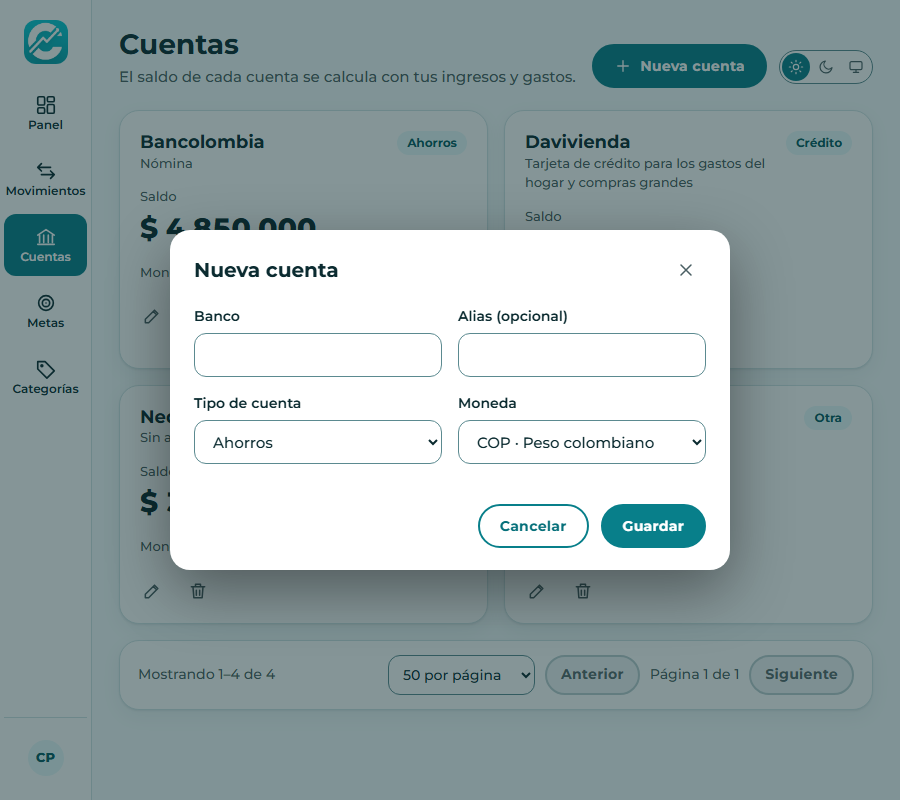 Cuentas
El saldo de cada cuenta se calcula con tus ingresos y gastos.
Nueva cuenta
Panel
Movimientos
Cuentas
Metas
Categorías
CP
Bancolombia
Ahorros
Nómina
Saldo
$ 4.850.000
Davivienda
Crédito
Tarjeta de crédito para los gastos del
hogar y compras grandes
Saldo
Nueva cuenta
Banco
Alias (opcional)
Tipo de cuenta
Moneda
Ahorros
COP · Peso colombiano
Cancelar
Guardar
Otra
Mostrando 1–4 de 4
50 por página
Anterior
Página 1 de 1
Siguiente